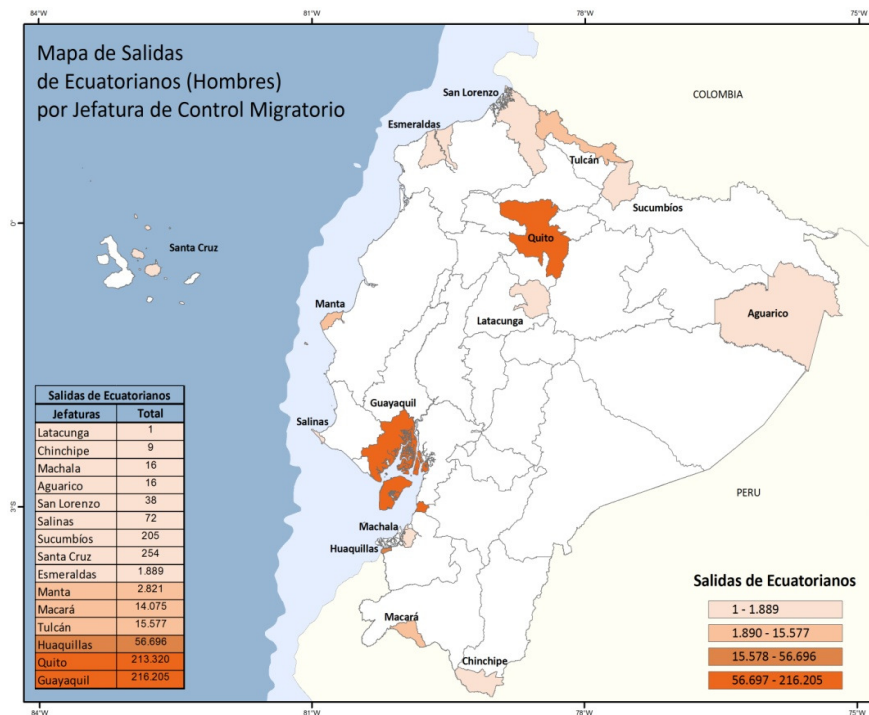 84°W
81°W
78°W
75°W
Mapa de Salidas
de Ecuatorianos (Hombres)
por Jefatura de Control Migratorio
San Lorenzo
COLOMBIA
Esmeraldas
Tulcán
Sucumbíos
0°
Quito
Santa Cruz
Manta
Latacunga
Aguarico
Guayaquil
Salinas
Salidas de Ecuatorianos
Jefaturas Total
Latacunga 1
Chinchipe 9
Machala 16
Aguarico 16
San Lorenzo 38
Salinas 72
Sucumbíos 205
Santa Cruz 254
Esmeraldas 1.889
Manta 2.821
Macará 14.075
Tulcán 15.577
Huaquillas 56.696
Quito 213.320
Guayaquil 216.205
PERU
3°S
Machala
Huaquillas
Macará
Chinchipe
Salidas de Ecuatorianos
1 - 1.889
1.890 - 15.577
15.578 - 56.696
56.697 - 216.205
84°W
81°W
78°W
75°W